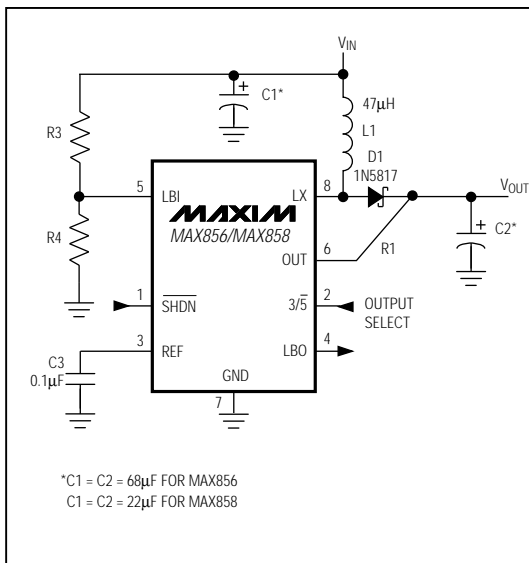 VIN
+
C1*
47µH
L1
R3
D1
1N5817
5
LBI
MAXIM
LX
8
VOUT
MAX856/MAX858
+
C2*
R4
OUT
6
R1
1
SHDN
3/5
2
OUTPUT
SELECT
3
REF
LBO
4
C3
0.1µF
GND
7
*C1 = C2 = 68µF FOR MAX856
C1 = C2 = 22µF FOR MAX858